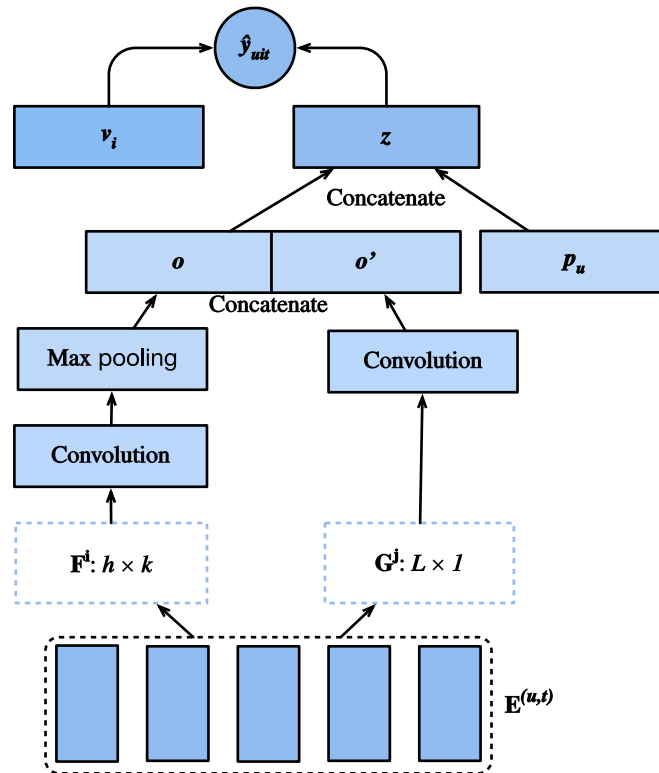 ŷuit
vi
z
Concatenate
o
o’
pu
Concatenate
Max pooling
Convolution
Convolution
Fi: h × k
Gj: L × 1
E(u,t)